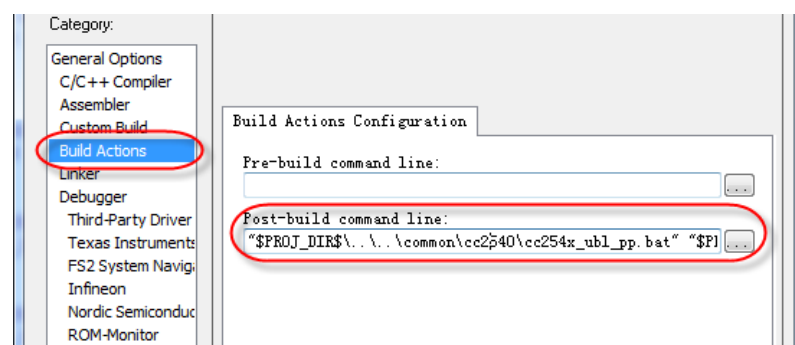 Category:
General Options
C/C++ Compiler
Assembler
Custom Build
Build Actions
Linker
Debugger
Third-Party Driver
Texas Instruments
FS2 System Naviga
Infineon
Nordic Semiconduc
ROM-Monitor
Build Actions Configuration
Pre-build command line:
...
Post-build command line:
"$PROJ_DIR$\..\..\common\cc2540\cc254x_ubl_pp.bat" "$P
...